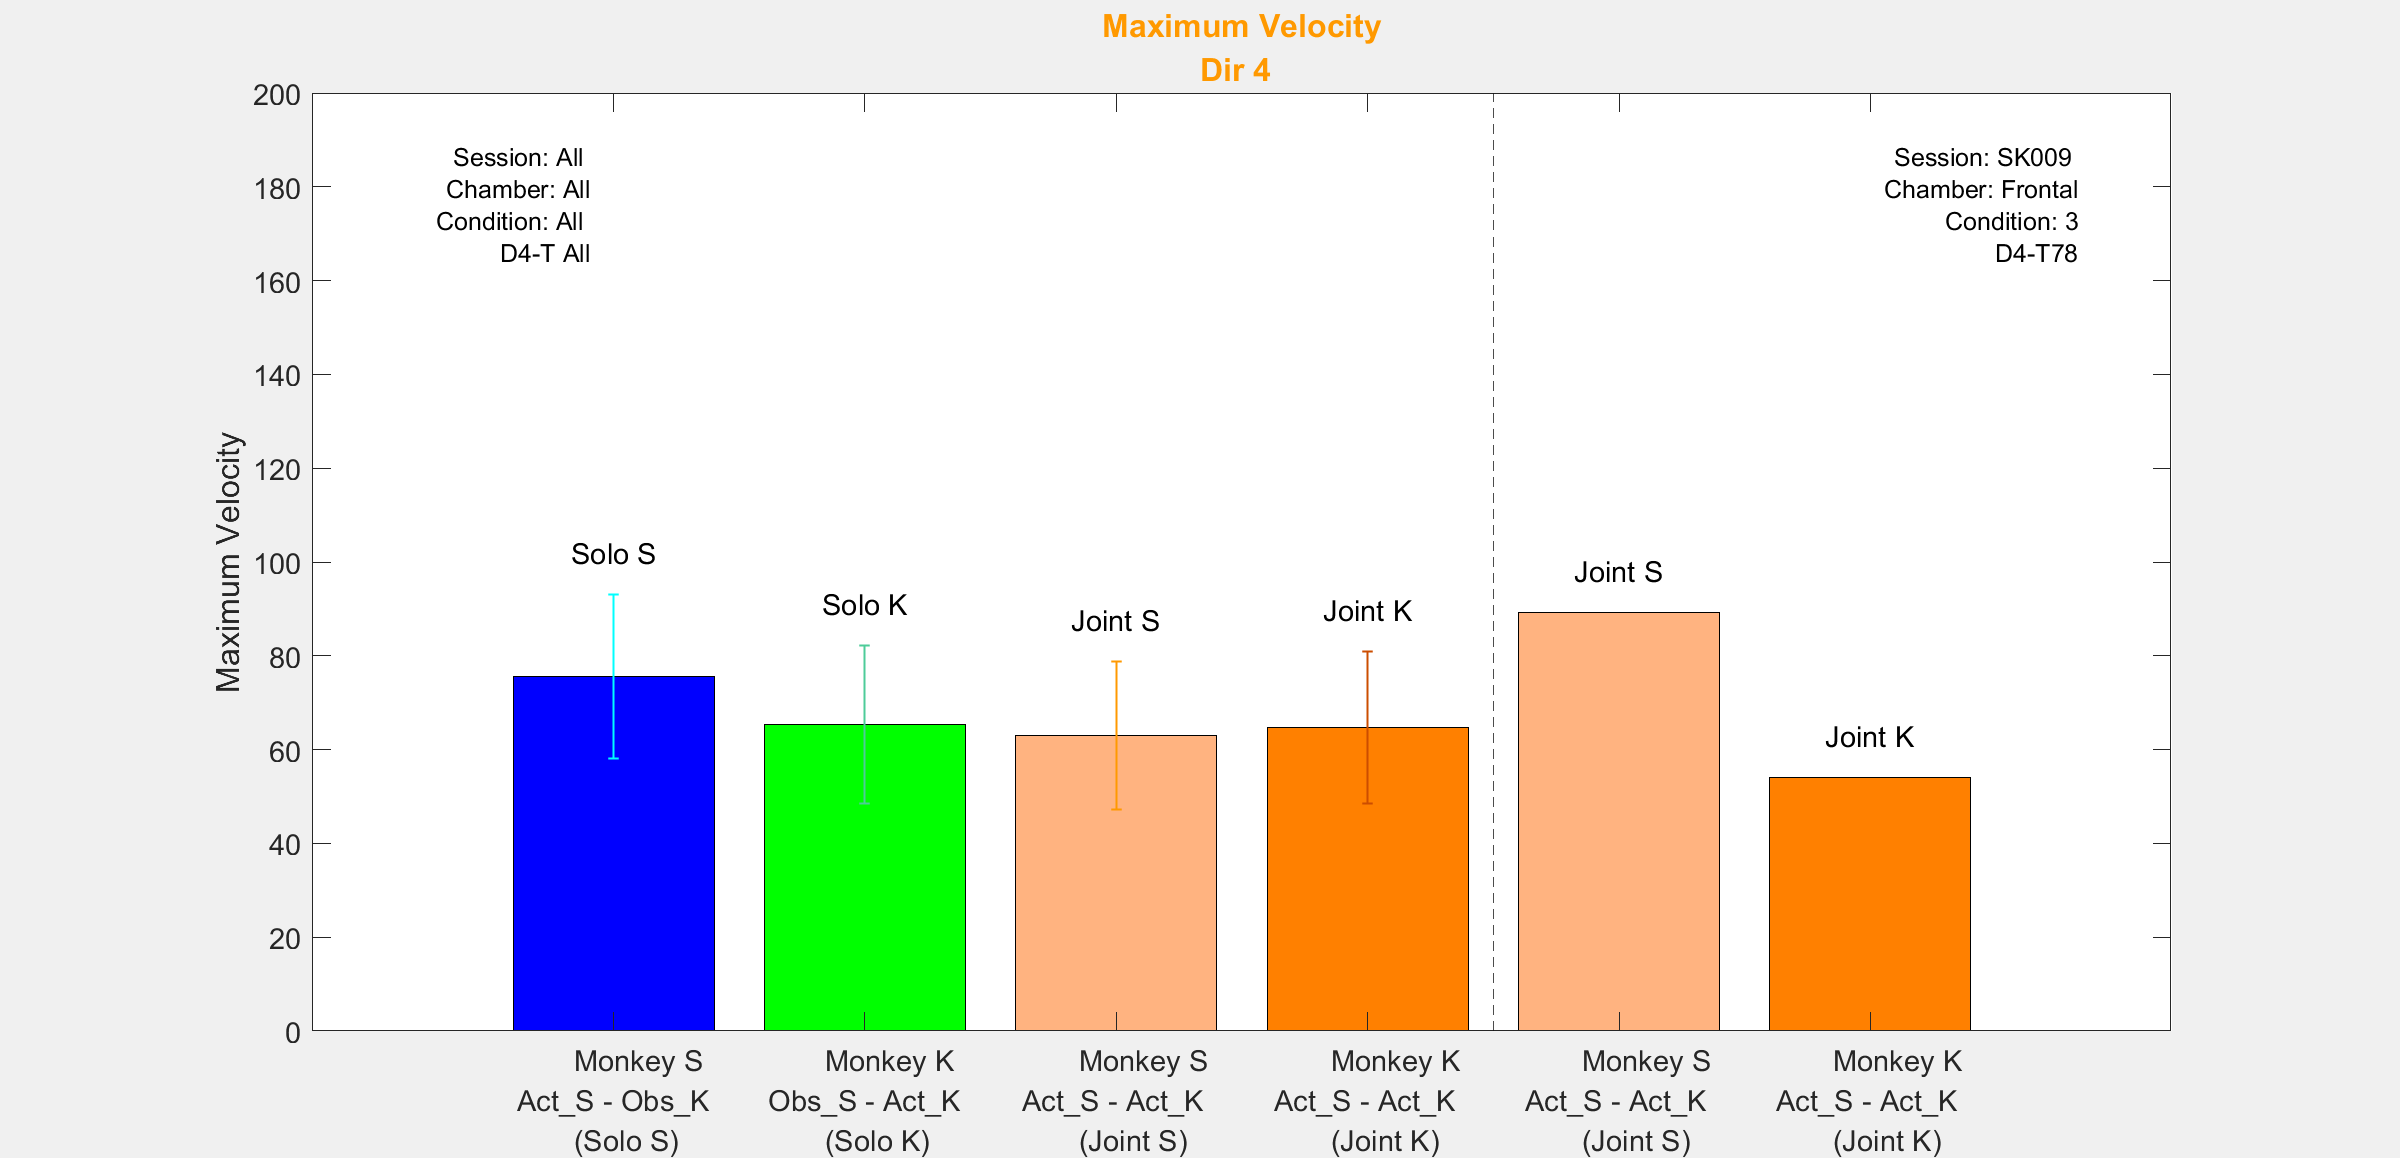 Maximum Velocity
Dir 4
200
180
160
140
120
100
80
60
40
20
0
Maximum Velocity
Session: All
Chamber: All
Condition: All
D4-T All
Session: SK009
Chamber: Frontal
Condition: 3
D4-T78
Solo S
Solo K
Joint S
Joint K
Joint S
Joint K
Monkey S
Act_S - Obs_K
(Solo S)
Monkey K
Obs_S - Act_K
(Solo K)
Monkey S
Act_S - Act_K
(Joint S)
Monkey K
Act_S - Act_K
(Joint K)
Monkey S
Act_S - Act_K
(Joint S)
Monkey K
Act_S - Act_K
(Joint K)